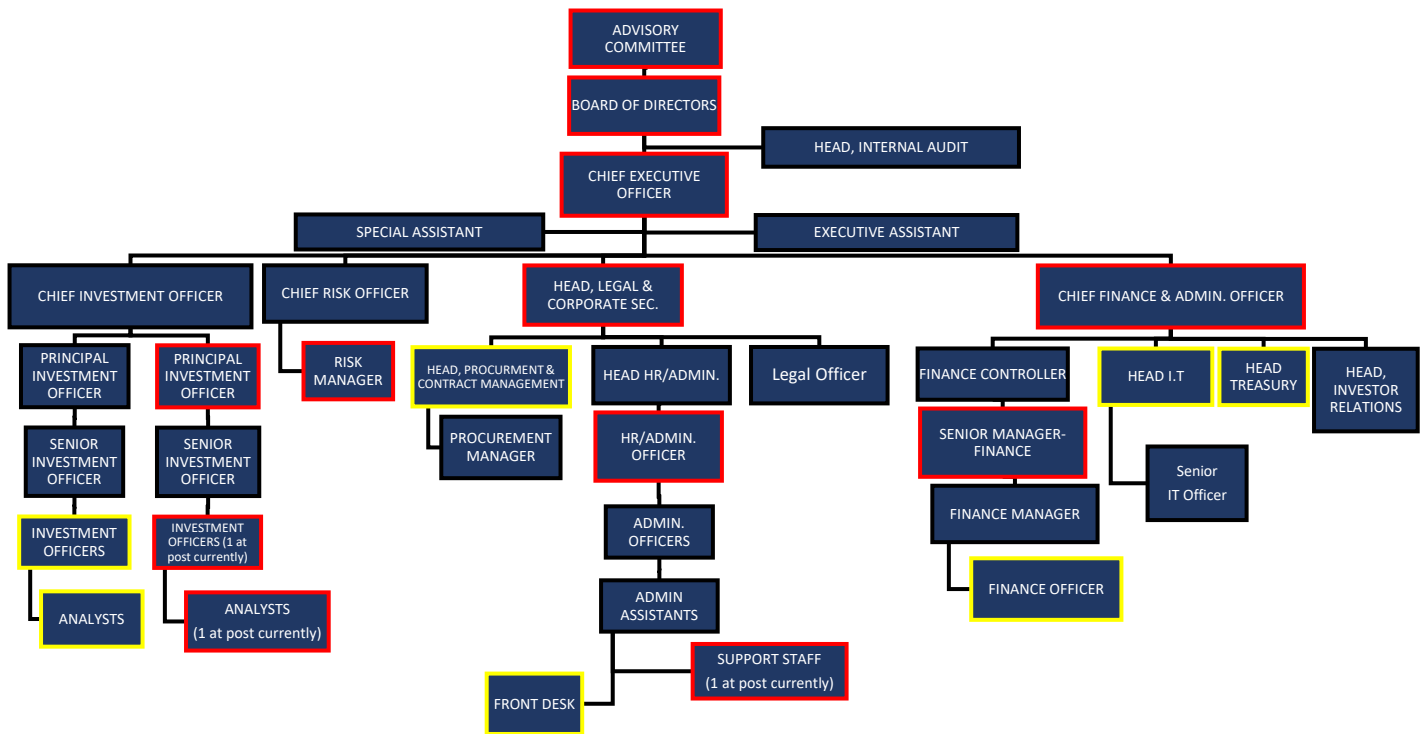 ADVISORY
COMMITTEE
BOARD OF DIRECTORS
HEAD, INTERNAL AUDIT
CHIEF EXECUTIVE
OFFICER
SPECIAL ASSISTANT
EXECUTIVE ASSISTANT
CHIEF INVESTMENT OFFICER
CHIEF RISK OFFICER
HEAD, LEGAL &
CORPORATE SEC.
CHIEF FINANCE & ADMIN. OFFICER
PRINCIPAL
INVESTMENT
OFFICER
PRINCIPAL
INVESTMENT
OFFICER
RISK
MANAGER
HEAD, PROCURMENT &
CONTRACT MANAGEMENT
HEAD HR/ADMIN.
Legal Officer
FINANCE CONTROLLER
HEAD I.T
HEAD
TREASURY
HEAD,
INVESTOR
RELATIONS
SENIOR
INVESTMENT
OFFICER
SENIOR
INVESTMENT
OFFICER
PROCUREMENT
MANAGER
HR/ADMIN.
OFFICER
SENIOR MANAGER-
FINANCE
Senior
IT Officer
INVESTMENT
OFFICERS
INVESTMENT
OFFICERS (1 at
post currently)
ADMIN.
OFFICERS
FINANCE MANAGER
ANALYSTS
ANALYSTS
(1 at post currently)
ADMIN
ASSISTANTS
FINANCE OFFICER
SUPPORT STAFF
(1 at post currently)
FRONT DESK